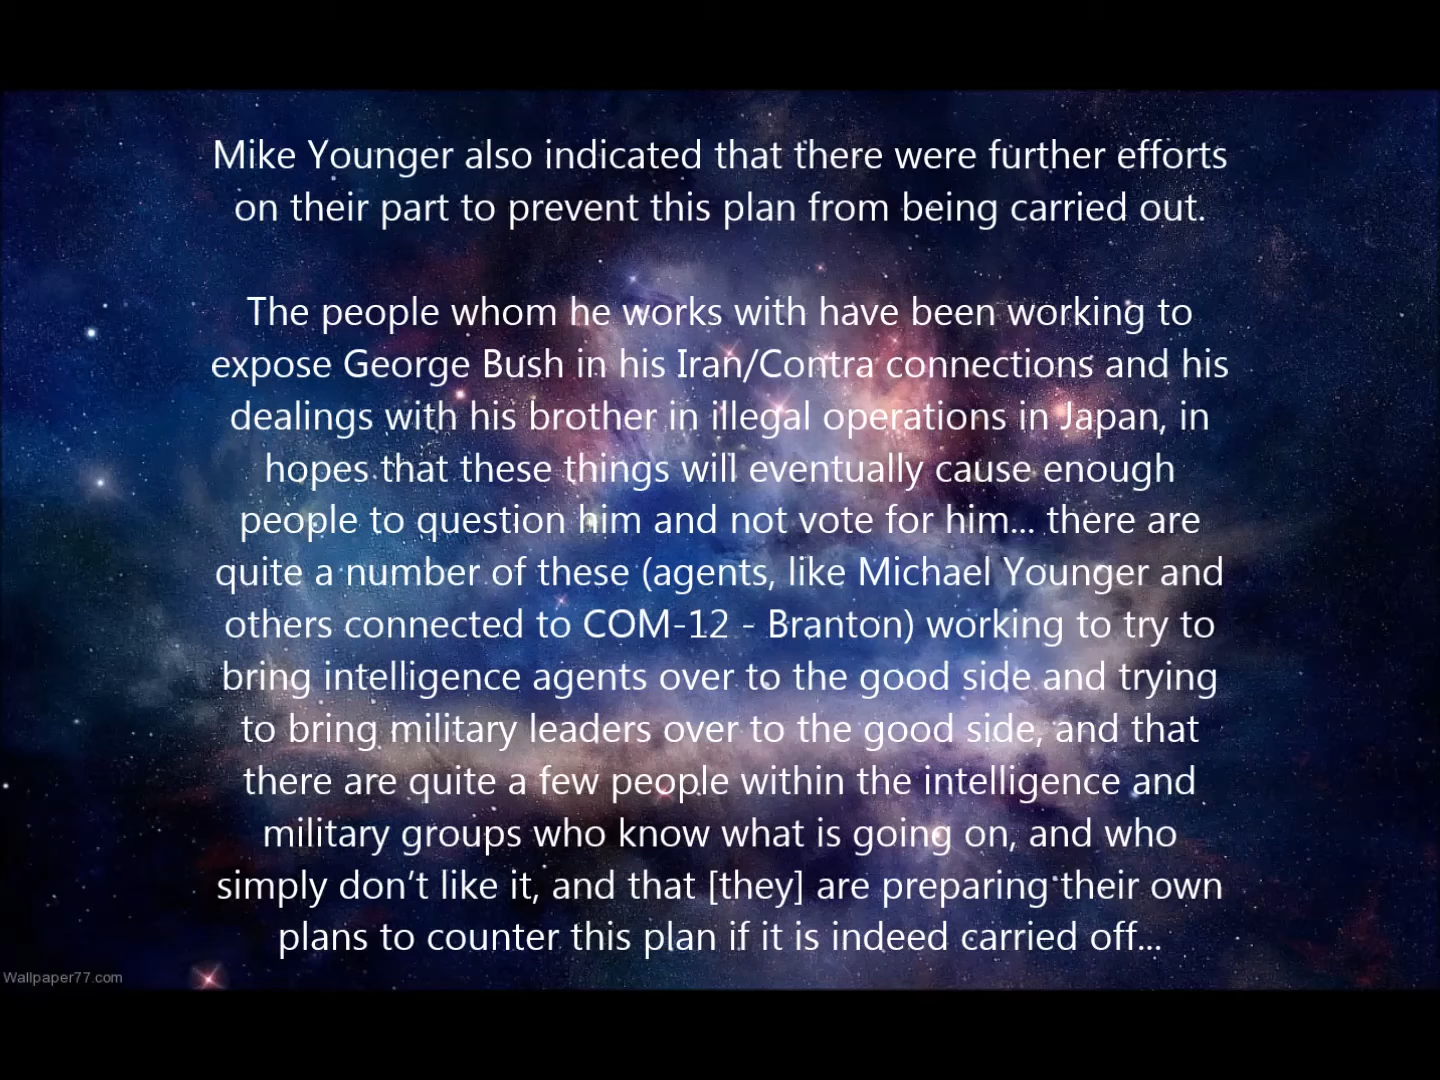 Mike Younger also indicated that there were further efforts
on their part to prevent this plan from being carried out.
The people whom he works with have been working to
expose George Bush in his Iran/Contra connections and his
dealings with his brother in illegal operations in Japan, in
hopes that these things will eventually cause enough
people to question him and not vote for him... there are
quite a number of these (agents, like Michael Younger and
others connected to COM-12 - Branton) working to try to
bring intelligence agents over to the good side and trying
to bring military leaders over to the good side, and that
there are quite a few people within the intelligence and
military groups who know what is going on, and who
simply don’t like it, and that [they] are preparing their own
plans to counter this plan if it is indeed carried off...
Wallpaper77.com